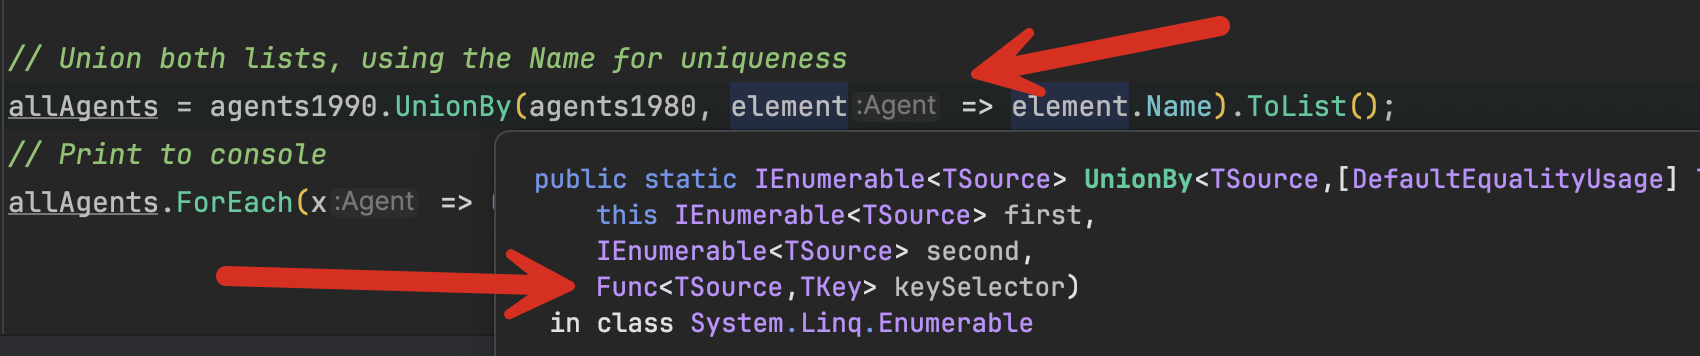 // Union both lists, using the Name for uniqueness
allAgents = agents1990.UnionBy(agents1980, element :Agent => element.Name).ToList();
// Print to console
allAgents.ForEach(x :Agent =>
public static IEnumerable<TSource> UnionBy<TSource,[DefaultEqualityUsage]
this IEnumerable<TSource> first,
IEnumerable<TSource> second,
Func<TSource,TKey> keySelector)
in class System.Linq.Enumerable